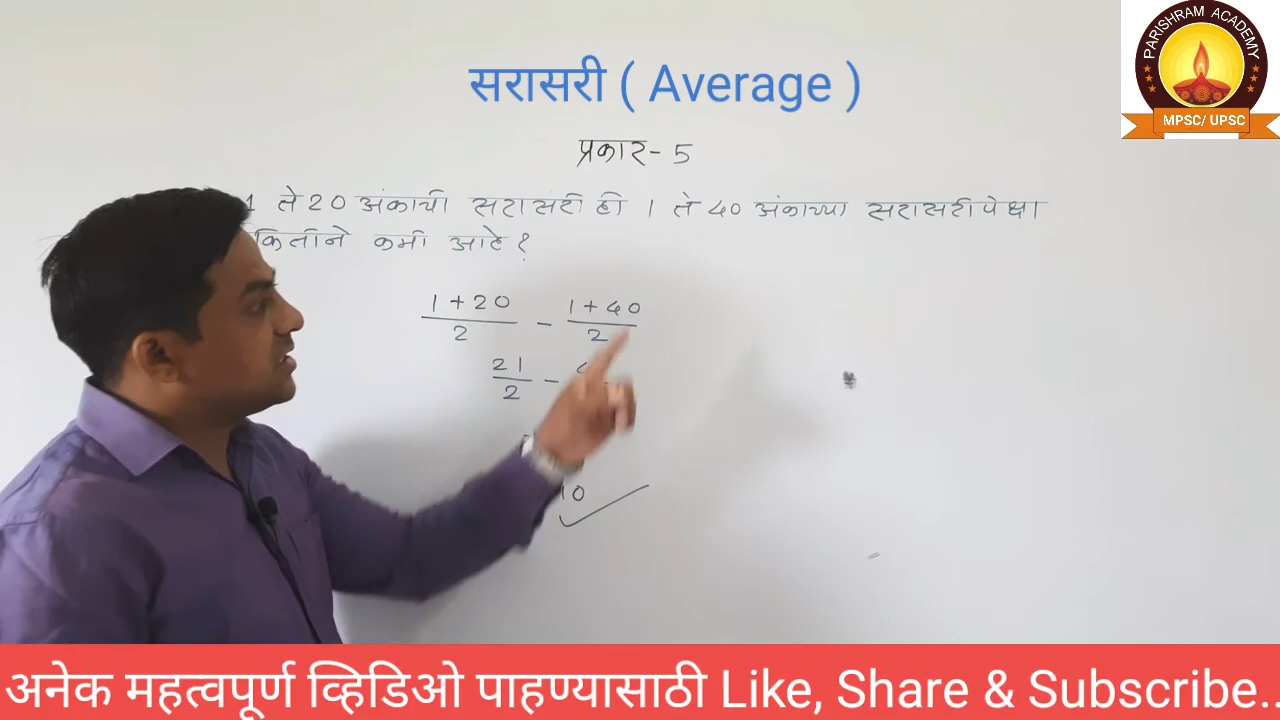 PARISHRAM ACADEMY
MPSC/ UPSC
सरासरी ( Average )
प्रकार - 5
1 ते 20 अंकाची सरासरी ही 1 ते 40 अंकाच्या सरासरीपेक्षा
कितीने कमी आहे?
1 + 20 / 2 - 1 + 40 / 2
21 / 2 -
10
अनेक महत्वपूर्ण व्हिडिओ पाहण्यासाठी Like, Share & Subscribe..